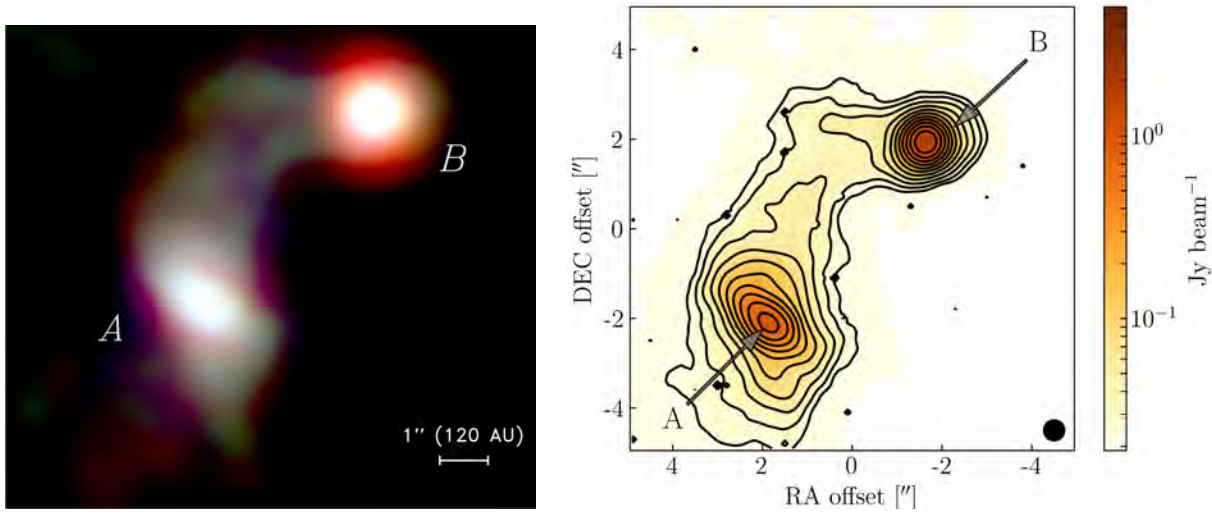 A
B
1″ (120 AU)
4
2
0
-2
-4
DEC offset [″]
4
2
0
-2
-4
RA offset [″]
A
B
10⁰
10⁻¹
Jy beam⁻¹